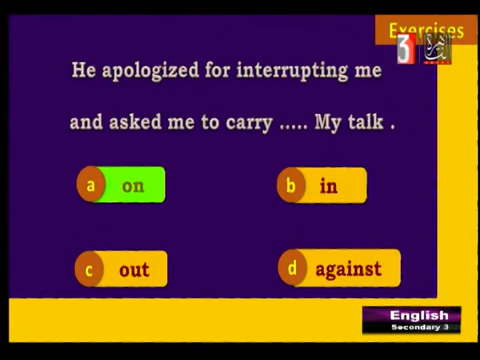 Exercises
3
He apologized for interrupting me
and asked me to carry ..... My talk .
a on
b in
c out
d against
English
Secondary 3